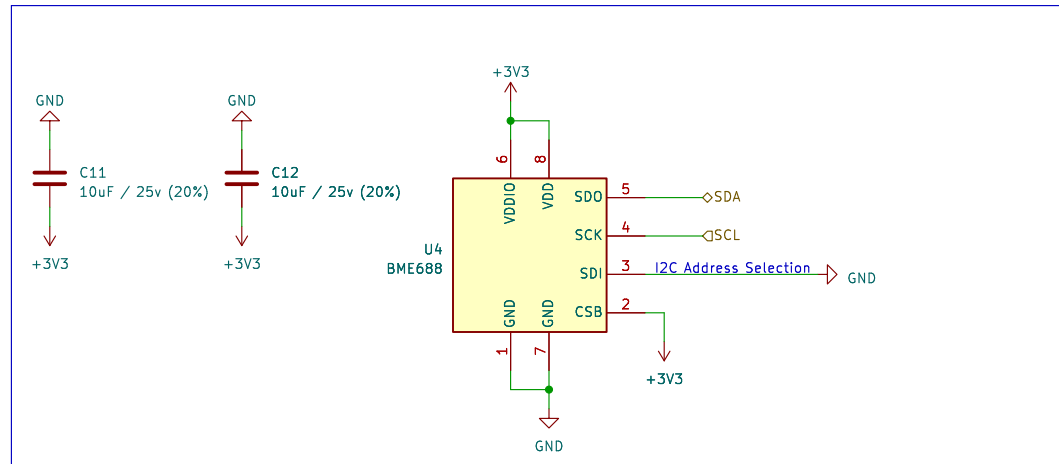 +3V3
GND
GND
C11
10uF / 25v (20%)
C12
10uF / 25v (20%)
+3V3
+3V3
6
8
VDDIO
VDD
SDO
5
SDA
SCK
4
SCL
U4
BME688
SDI
3
I2C Address Selection
GND
CSB
2
GND
GND
1
7
+3V3
GND